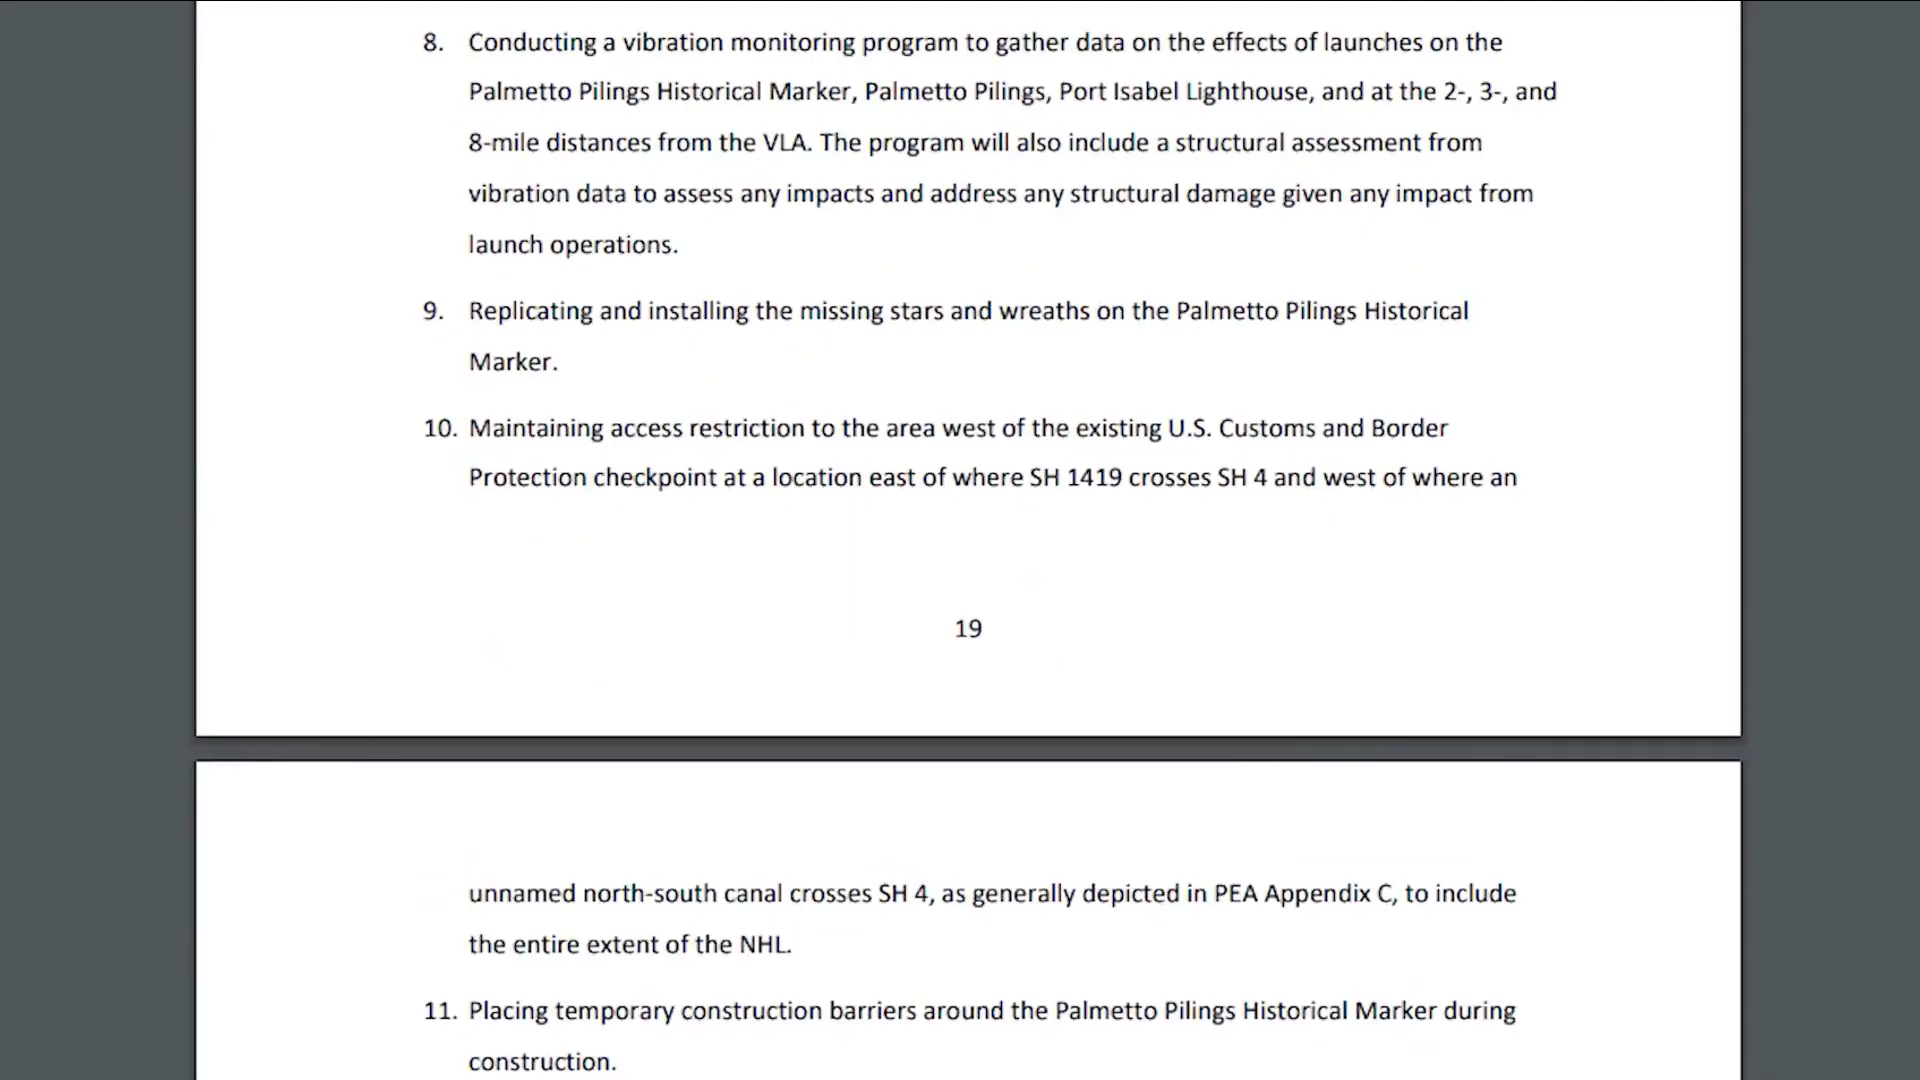 8. Conducting a vibration monitoring program to gather data on the effects of launches on the
Palmetto Pilings Historical Marker, Palmetto Pilings, Port Isabel Lighthouse, and at the 2-, 3-, and
8-mile distances from the VLA. The program will also include a structural assessment from
vibration data to assess any impacts and address any structural damage given any impact from
launch operations.
9. Replicating and installing the missing stars and wreaths on the Palmetto Pilings Historical
Marker.
10. Maintaining access restriction to the area west of the existing U.S. Customs and Border
Protection checkpoint at a location east of where SH 1419 crosses SH 4 and west of where an
19
unnamed north-south canal crosses SH 4, as generally depicted in PEA Appendix C, to include
the entire extent of the NHL.
11. Placing temporary construction barriers around the Palmetto Pilings Historical Marker during
construction.